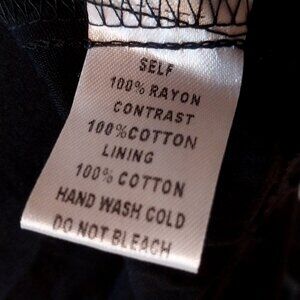 SELF
100% RAYON
CONTRAST
100%COTTON
LINING
100% COTTON
HAND WASH COLD
DO NOT BLEACH